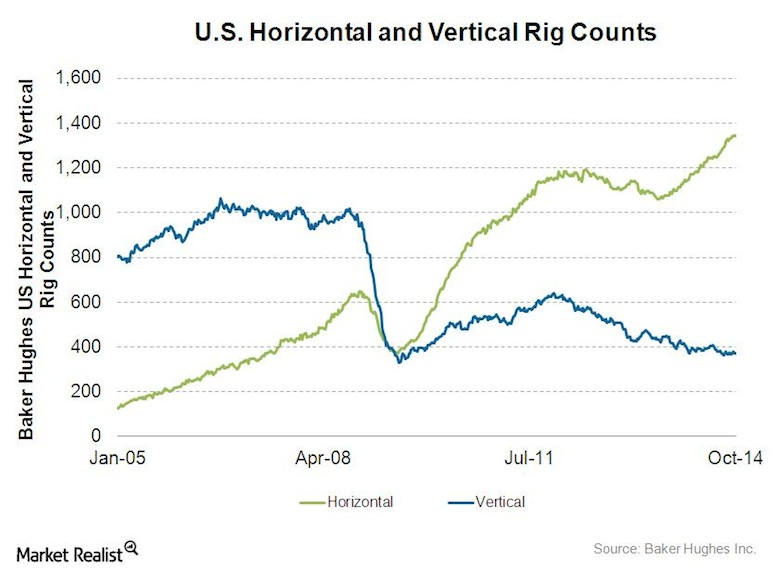 U.S. Horizontal and Vertical Rig Counts
Baker Hughes US Horizontal and Vertical
Rig Counts
1,600
1,400
1,200
1,000
800
600
400
200
0
Jan-05 Apr-08 Jul-11 Oct-14
Horizontal Vertical
Market Realist
Source: Baker Hughes Inc.